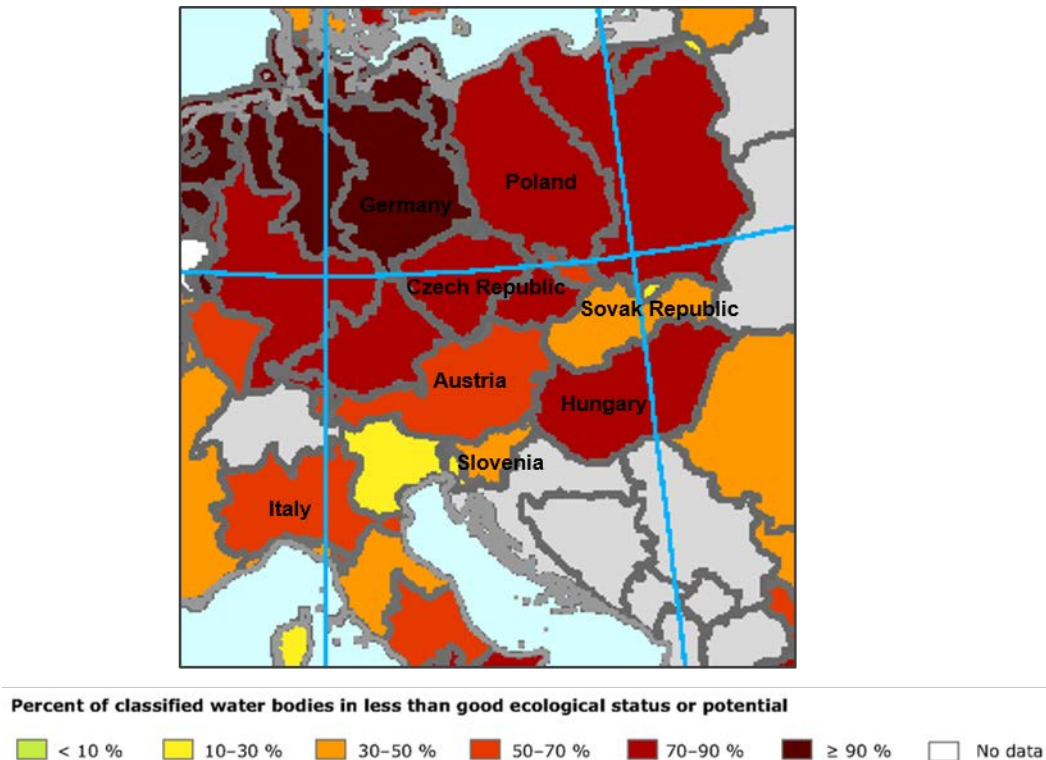 Poland
Germany
Czech Republic
Sovak Republic
Austria
Hungary
Slovenia
Italy
Percent of classified water bodies in less than good ecological status or potential
< 10 % 10–30 % 30–50 % 50–70 % 70–90 % ≥ 90 % No data